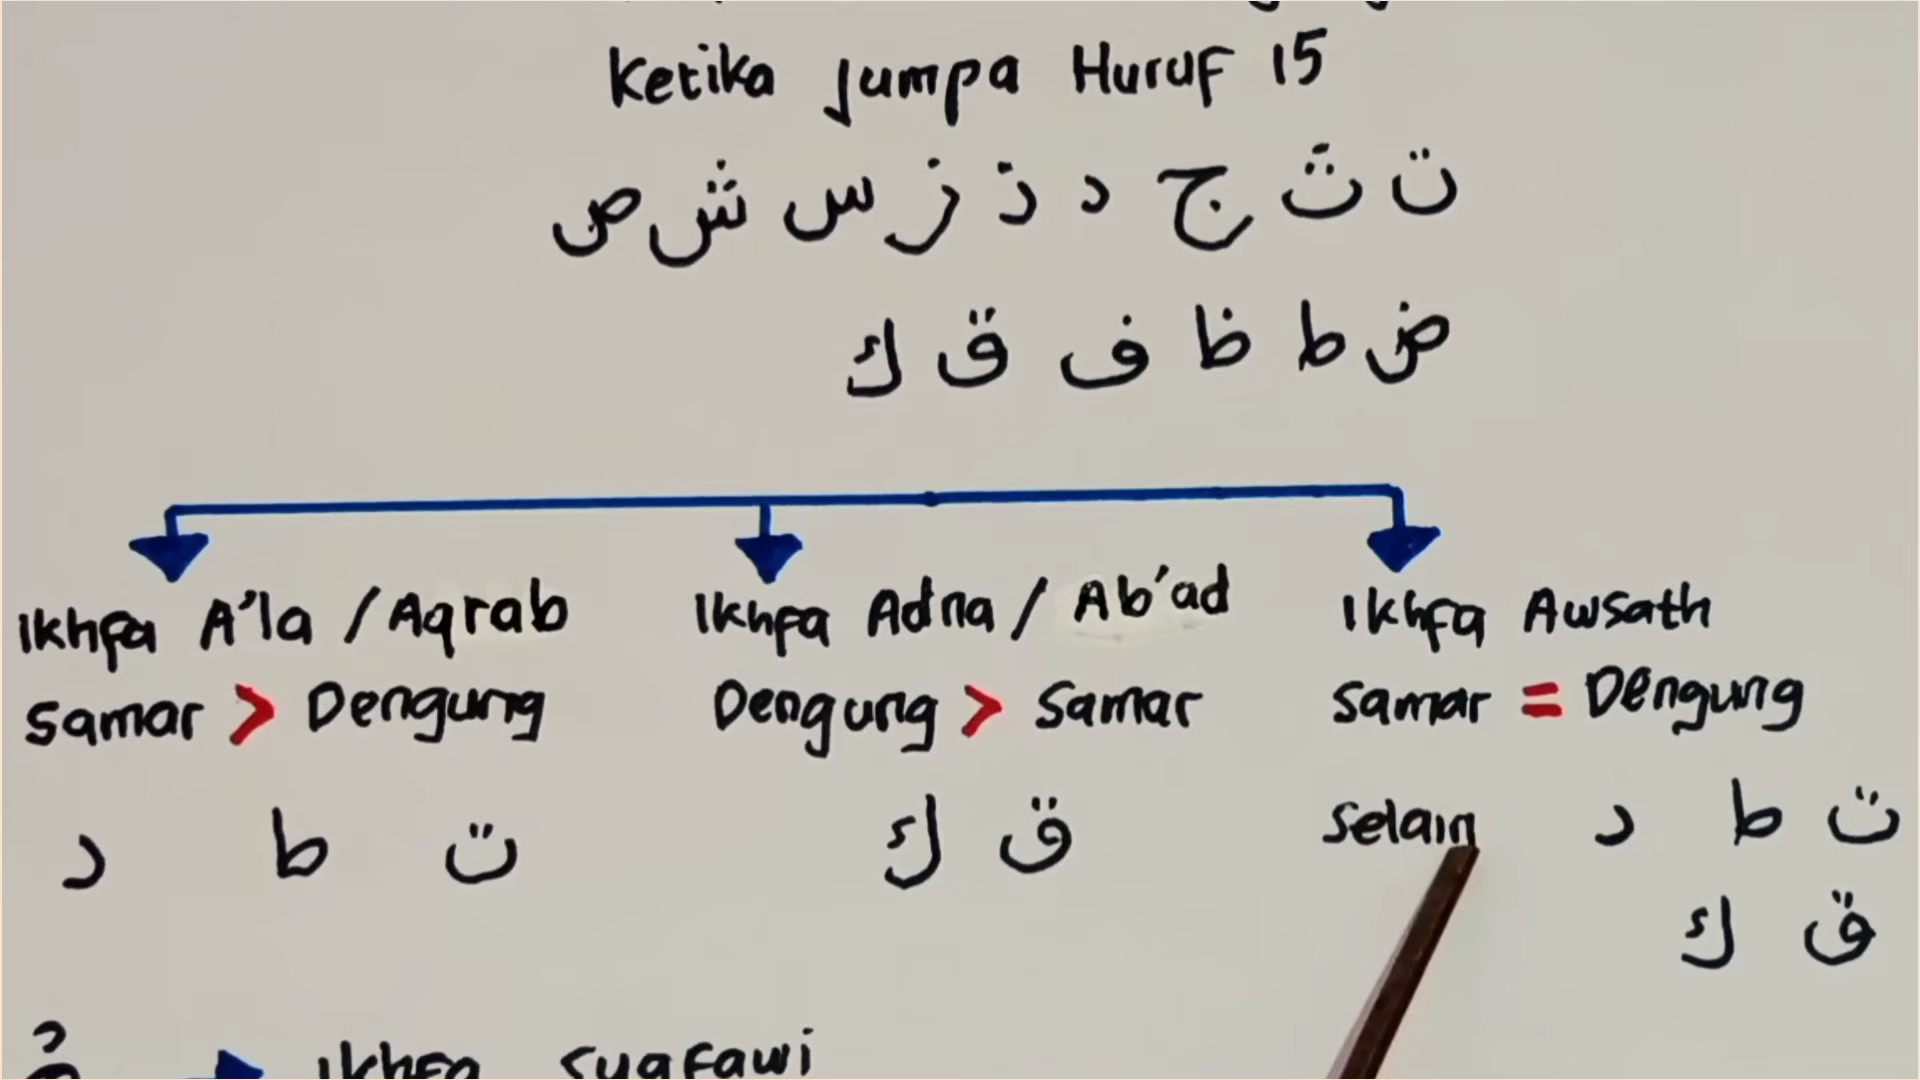 Ketika Jumpa Huruf 15
ت ث ج د ذ ز س ش ص
ض ط ظ ف ق ك
Ikhfa A'la / Aqrab
Samar > Dengung
ت ط د
Ikhfa Adna / Ab'ad
Dengung > Samar
ق ك
Ikhfa Awsath
Samar = Dengung
Selain ت ط د
ق ك
Ikhfa Syafawi